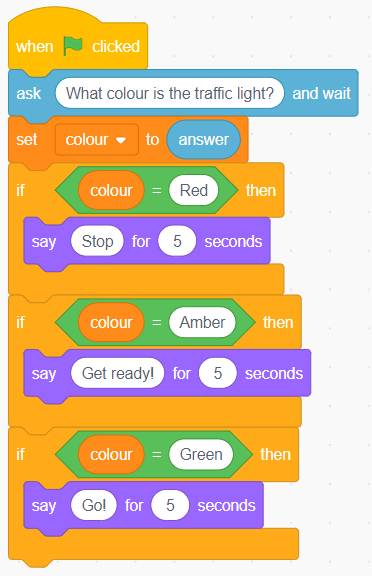 when clicked
ask What colour is the traffic light? and wait
set colour to answer
if colour = Red then
say Stop for 5 seconds
if colour = Amber then
say Get ready! for 5 seconds
if colour = Green then
say Go! for 5 seconds